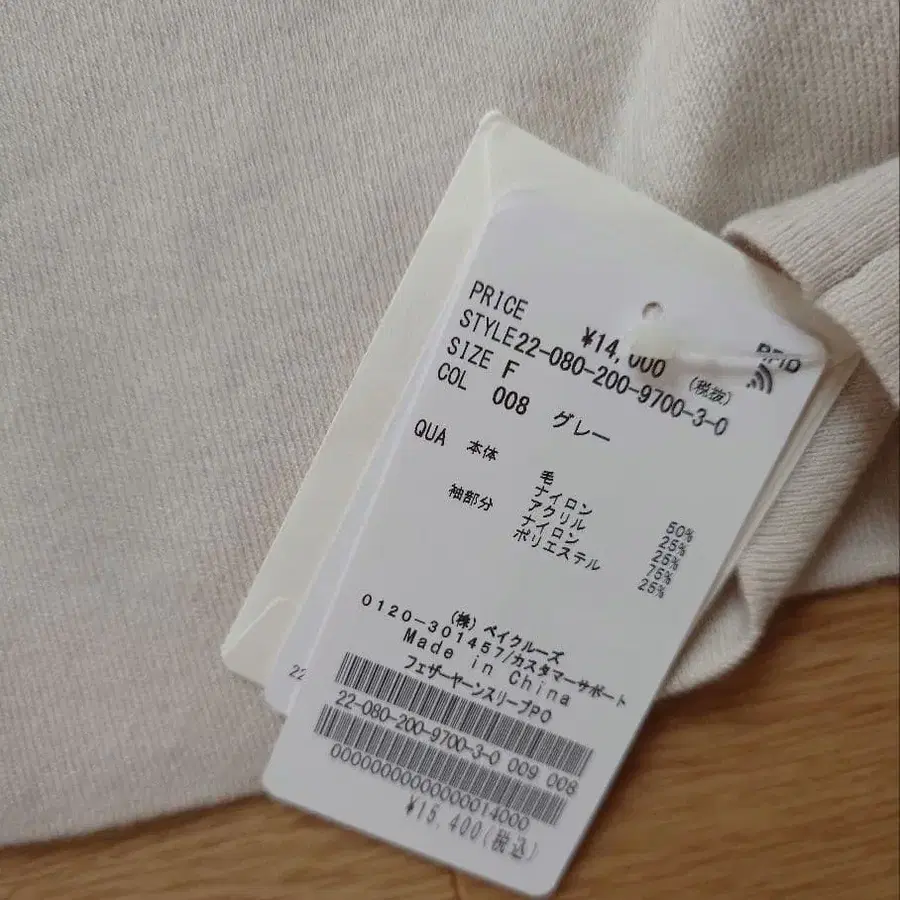 PRICE ¥14,000 (税抜)
STYLE22-080-200-9700-3-0
SIZE F
COL 008 グレー
QUA 本体 毛 50%
ナイロン 25%
アクリル 25%
袖部分 ナイロン 75%
ポリエステル 25%
(株) ベイクルーズ
0120-301457/カスタマーサポート
Made in China
フェザーヤーンスリーブPO
22-080-200-9700-3-0 009 008
0000000000000014000
¥15,400(税込)
RFID
22